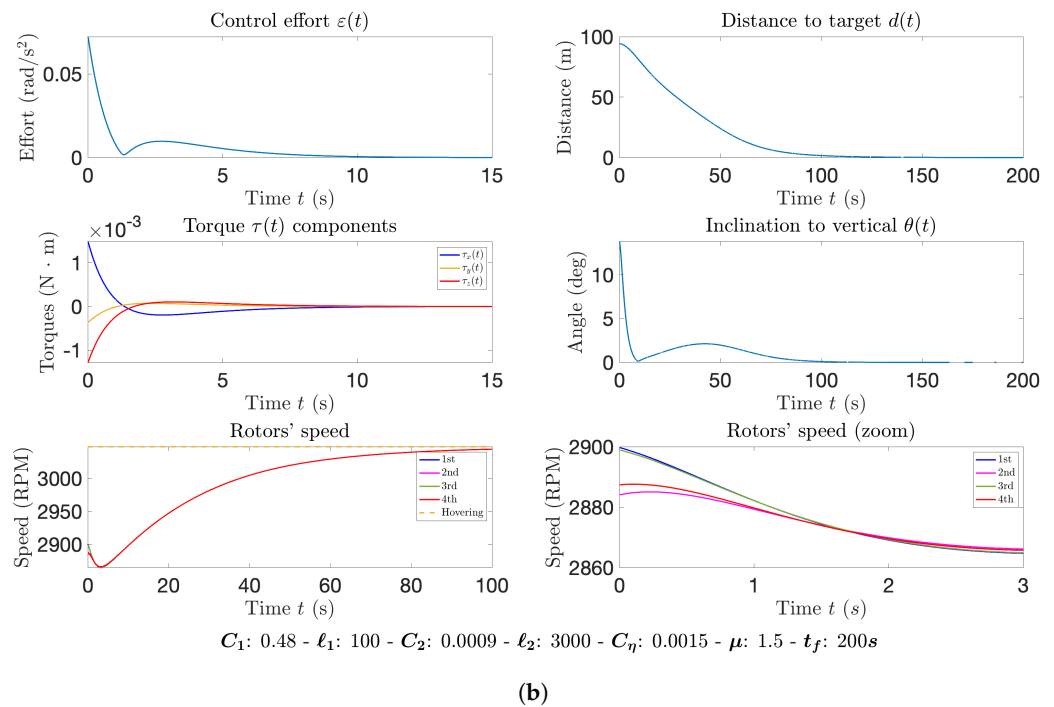 Control effort ε(t)
Effort (rad/s²)
0.05
0
0 5 10 15
Time t (s)
Distance to target d(t)
Distance (m)
100
50
0
0 50 100 150 200
Time t (s)
Torque τ(t) components
×10⁻³
Torques (N · m)
1
0
-1
τₓ(t)
τ_y(t)
τ_z(t)
0 5 10 15
Time t (s)
Inclination to vertical θ(t)
Angle (deg)
10
5
0
0 50 100 150 200
Time t (s)
Rotors' speed
Speed (RPM)
3000
2950
2900
1st
2nd
3rd
4th
Hovering
0 20 40 60 80 100
Time t (s)
Rotors' speed (zoom)
Speed (RPM)
2900
2880
2860
1st
2nd
3rd
4th
0 1 2 3
Time t (s)
C₁: 0.48 - ℓ₁: 100 - C₂: 0.0009 - ℓ₂: 3000 - C_η: 0.0015 - μ: 1.5 - t_f: 200s
(b)